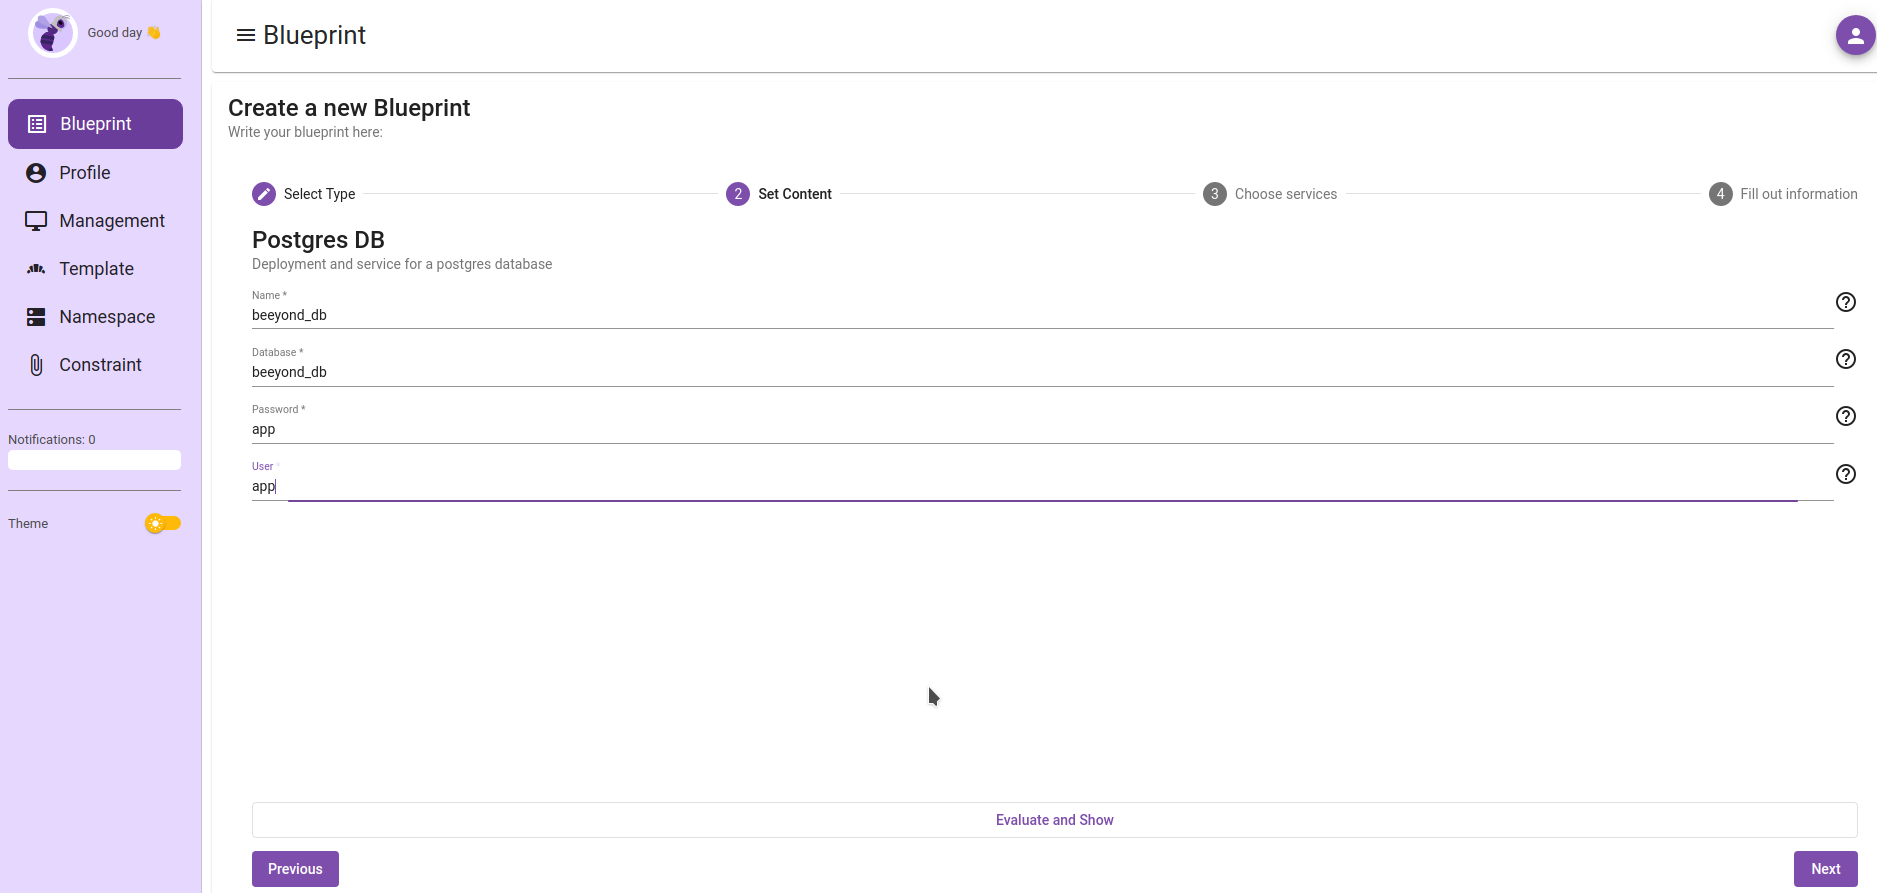 Good day 👋
Blueprint
Profile
Management
Template
Namespace
Constraint
Notifications: 0
Theme
Blueprint
Create a new Blueprint
Write your blueprint here:
Select Type
2 Set Content
3 Choose services
4 Fill out information
Postgres DB
Deployment and service for a postgres database
Name *
beeyond_db
Database *
beeyond_db
Password *
app
User *
app
Evaluate and Show
Previous
Next